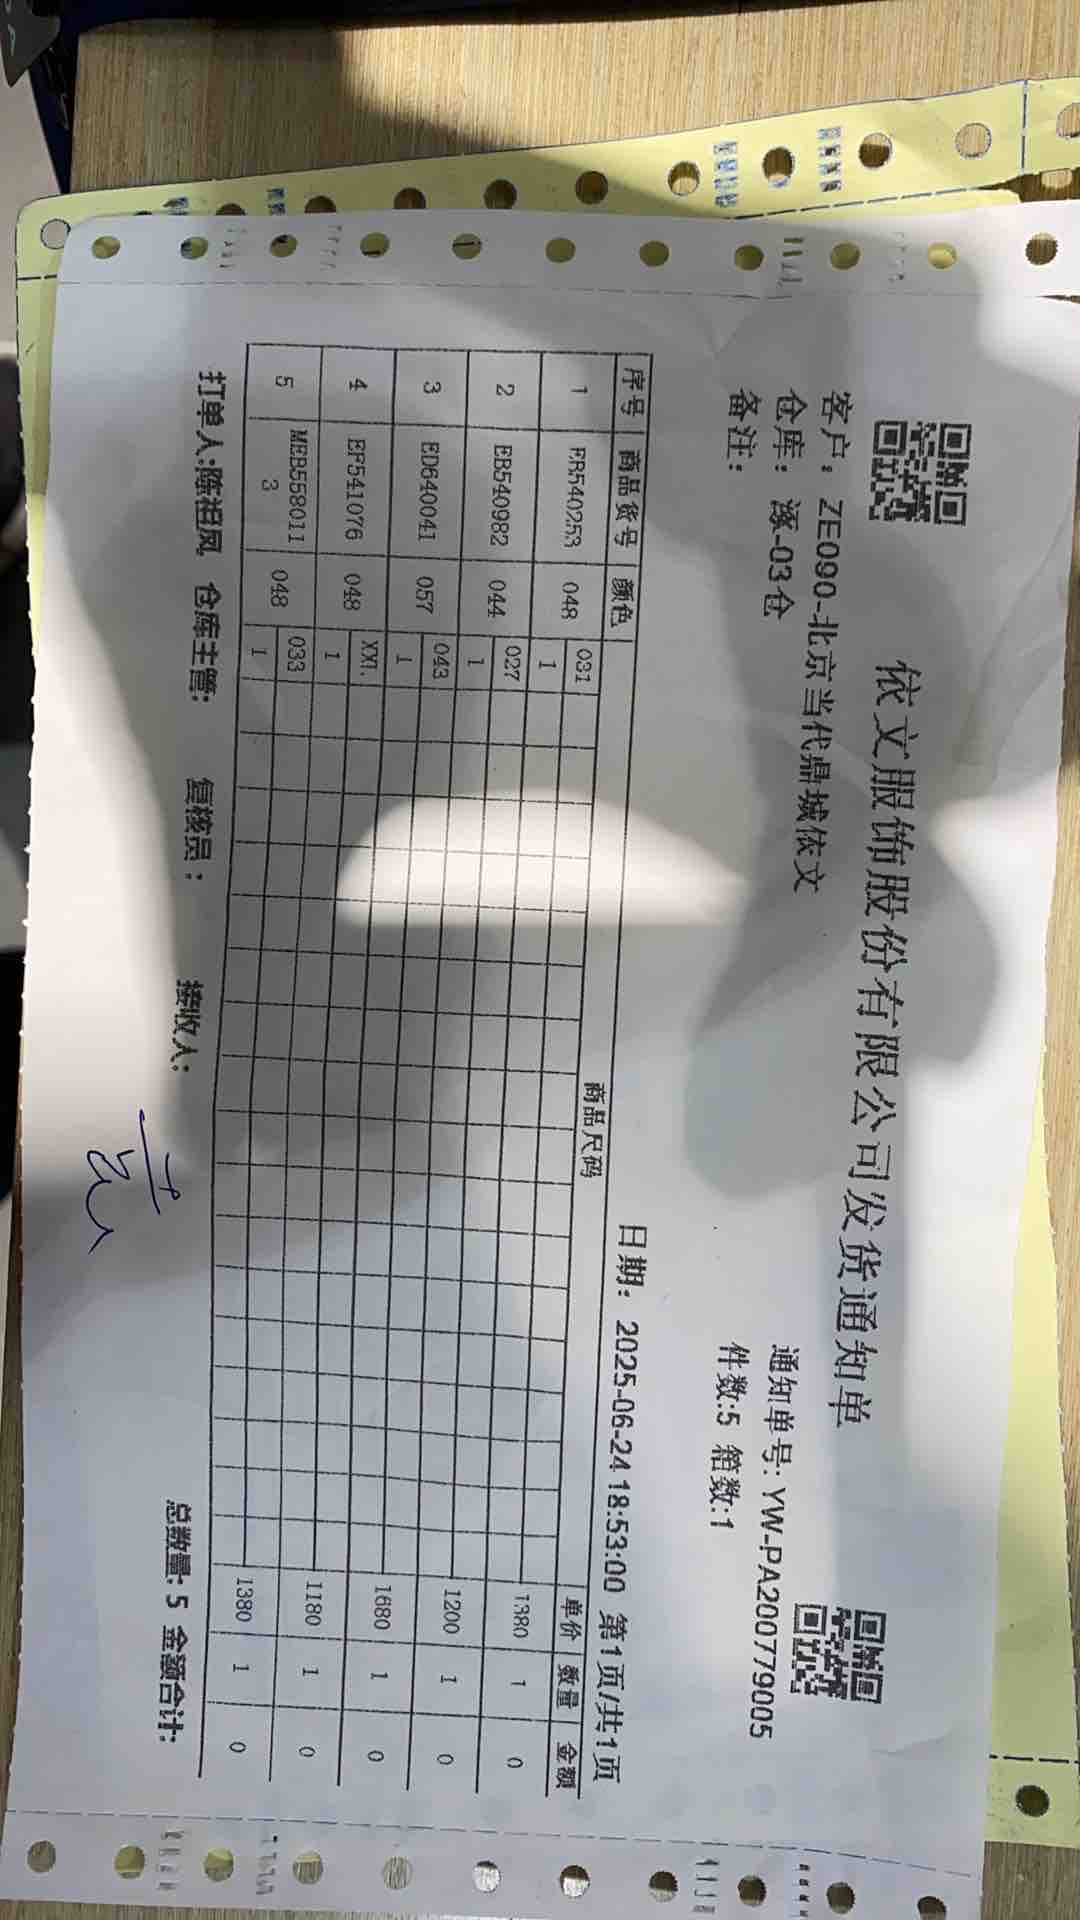 依文服饰股份有限公司发货通知单
客户: ZE090-北京当代鼎城依文 通知单号: YW-PA200779005
仓库: 涿-03仓 件数:5 箱数:1
备注:
日期: 2025-06-24 18:53:00 第1页/共1页
序号 商品货号 颜色 商品尺码 单价 数量 金额
1 EB540253 048 031 1380 1 0
1
2 EB540982 044 027 1200 1 0
1
3 ED640041 057 043 1680 1 0
1
4 EF541076 048 XXL 1180 1 0
1
5 MEB558011 048 033 1380 1 0
3 1
打单人:陈祖凤 仓库主管: 复核员: 接收人: 总数量: 5 金额合计: